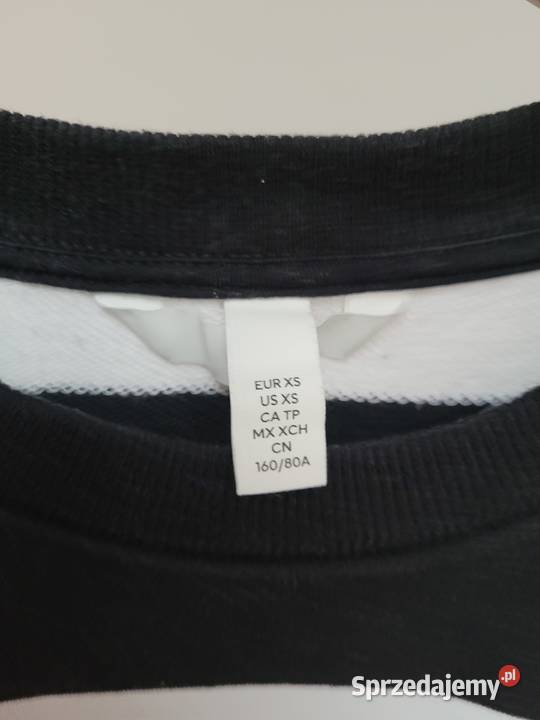 EUR XS
US XS
CA TP
MX XCH
CN
160/80A
Sprzedajemy.pl